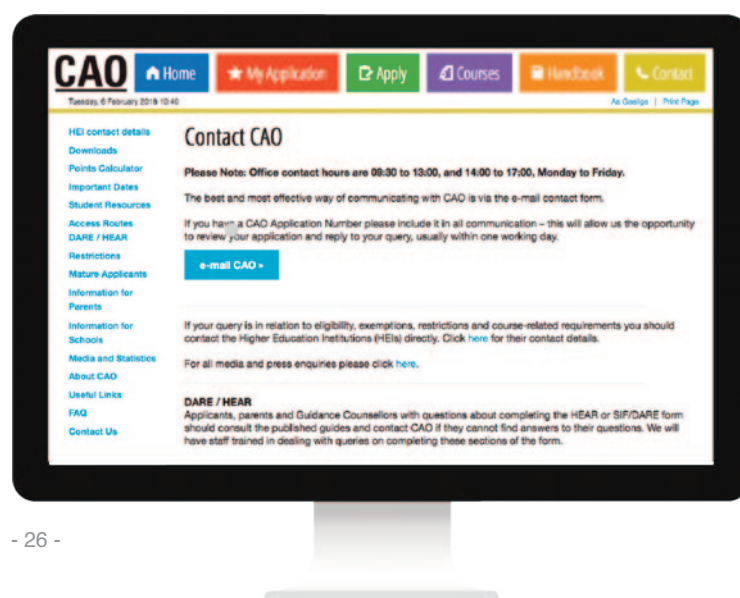 CAO
Home
My Application
Apply
Courses
Handbook
Contact
Tuesday, 6 February 2018 10:40
As Gaeilge | Print Page
HEI contact details
Downloads
Points Calculator
Important Dates
Student Resources
Access Routes
DARE / HEAR
Restrictions
Mature Applicants
Information for
Parents
Information for
Schools
Media and Statistics
About CAO
Useful Links
FAQ
Contact Us
Contact CAO
Please Note: Office contact hours are 09:30 to 13:00, and 14:00 to 17:00, Monday to Friday.
The best and most effective way of communicating with CAO is via the e-mail contact form.
If you have a CAO Application Number please include it in all communication – this will allow us the opportunity
to review your application and reply to your query, usually within one working day.
e-mail CAO »
If your query is in relation to eligibility, exemptions, restrictions and course-related requirements you should
contact the Higher Education Institutions (HEIs) directly. Click here for their contact details.
For all media and press enquiries please click here.
DARE / HEAR
Applicants, parents and Guidance Counsellors with questions about completing the HEAR or SIF/DARE form
should consult the published guides and contact CAO if they cannot find answers to their questions. We will
have staff trained in dealing with queries on completing these sections of the form.
- 26 -